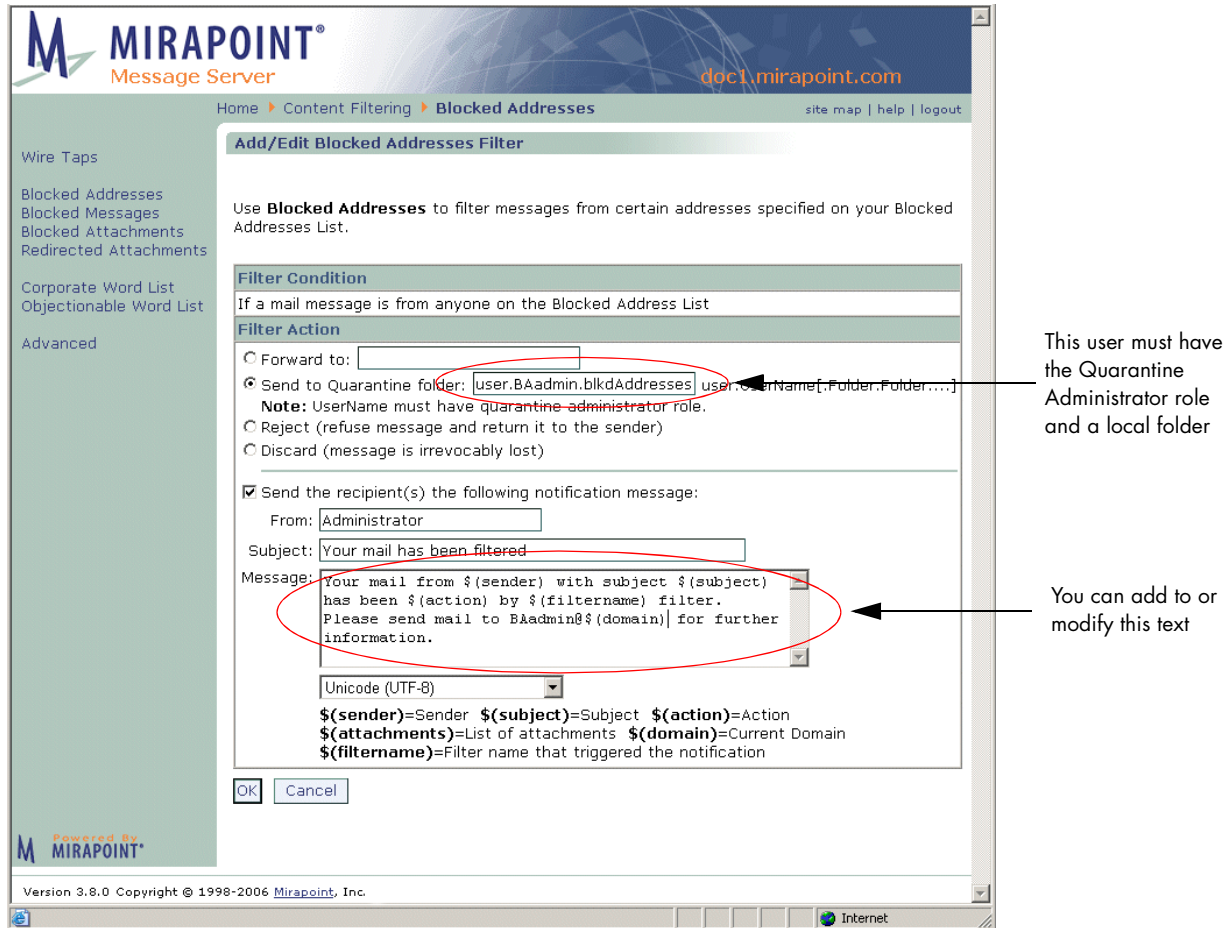 MIRAPOINT®
Message Server
doc1.mirapoint.com
Home Content Filtering Blocked Addresses
site map | help | logout
Wire Taps
Blocked Addresses
Blocked Messages
Blocked Attachments
Redirected Attachments
Corporate Word List
Objectionable Word List
Advanced
Add/Edit Blocked Addresses Filter
Use Blocked Addresses to filter messages from certain addresses specified on your Blocked
Addresses List.
Filter Condition
If a mail message is from anyone on the Blocked Address List
Filter Action
Forward to:
Send to Quarantine folder: user.BAadmin.blkdAddresses user.UserName[.Folder.Folder....]
Note: UserName must have quarantine administrator role.
Reject (refuse message and return it to the sender)
Discard (message is irrevocably lost)
Send the recipient(s) the following notification message:
From: Administrator
Subject: Your mail has been filtered
Message: Your mail from $(sender) with subject $(subject)
has been $(action) by $(filtername) filter.
Please send mail to BAadmin@$(domain) for further
information.
Unicode (UTF-8)
$(sender)=Sender $(subject)=Subject $(action)=Action
$(attachments)=List of attachments $(domain)=Current Domain
$(filtername)=Filter name that triggered the notification
OK Cancel
This user must have
the Quarantine
Administrator role
and a local folder
You can add to or
modify this text
Powered By
MIRAPOINT®
Version 3.8.0 Copyright © 1998-2006 Mirapoint, Inc.
Internet